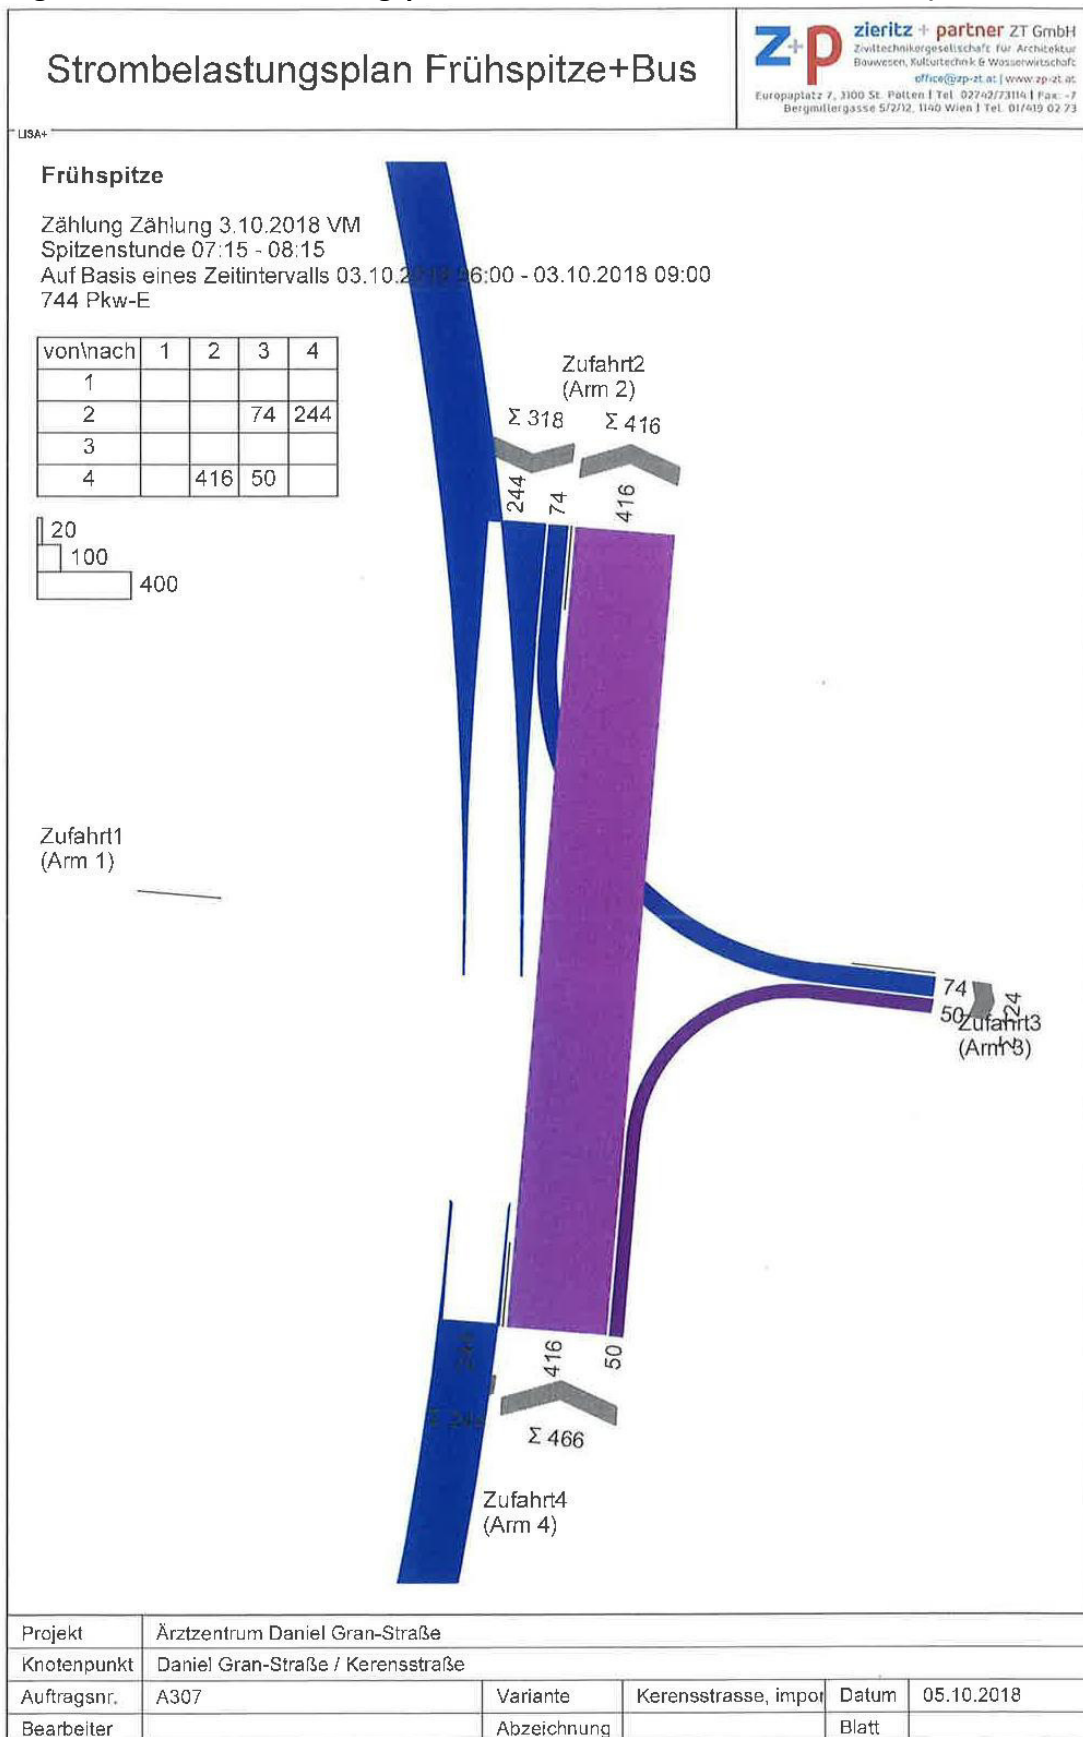 Strombelastungsplan Frühspitze+Bus
z+p
zieritz + partner ZT GmbH
Ziviltechnikergesellschaft für Architektur
Bauwesen, Kulturtechnik & Wasserwirtschaft
office@zp-zt.at | www.zp-zt.at
Europaplatz 7, 3100 St. Pölten | Tel. 02742/73114 | Fax: -7
Bergmillergasse 5/2/12, 1140 Wien | Tel. 01/419 02 73
LISA+
Frühspitze
Zählung Zählung 3.10.2018 VM
Spitzenstunde 07:15 - 08:15
Auf Basis eines Zeitintervalls 03.10.2018 06:00 - 03.10.2018 09:00
744 Pkw-E
von\nach 1 2 3 4
1
2 74 244
3
4 416 50
20
100
400
Zufahrt2
(Arm 2)
Σ 318 Σ 416
244 74 416
Zufahrt1
(Arm 1)
74
50
Zufahrt3
(Arm 3)
416 50
Σ 466
Zufahrt4
(Arm 4)
Projekt Ärztzentrum Daniel Gran-Straße
Knotenpunkt Daniel Gran-Straße / Kerensstraße
Auftragsnr. A307 Variante Kerensstrasse, impor Datum 05.10.2018
Bearbeiter Abzeichnung Blatt